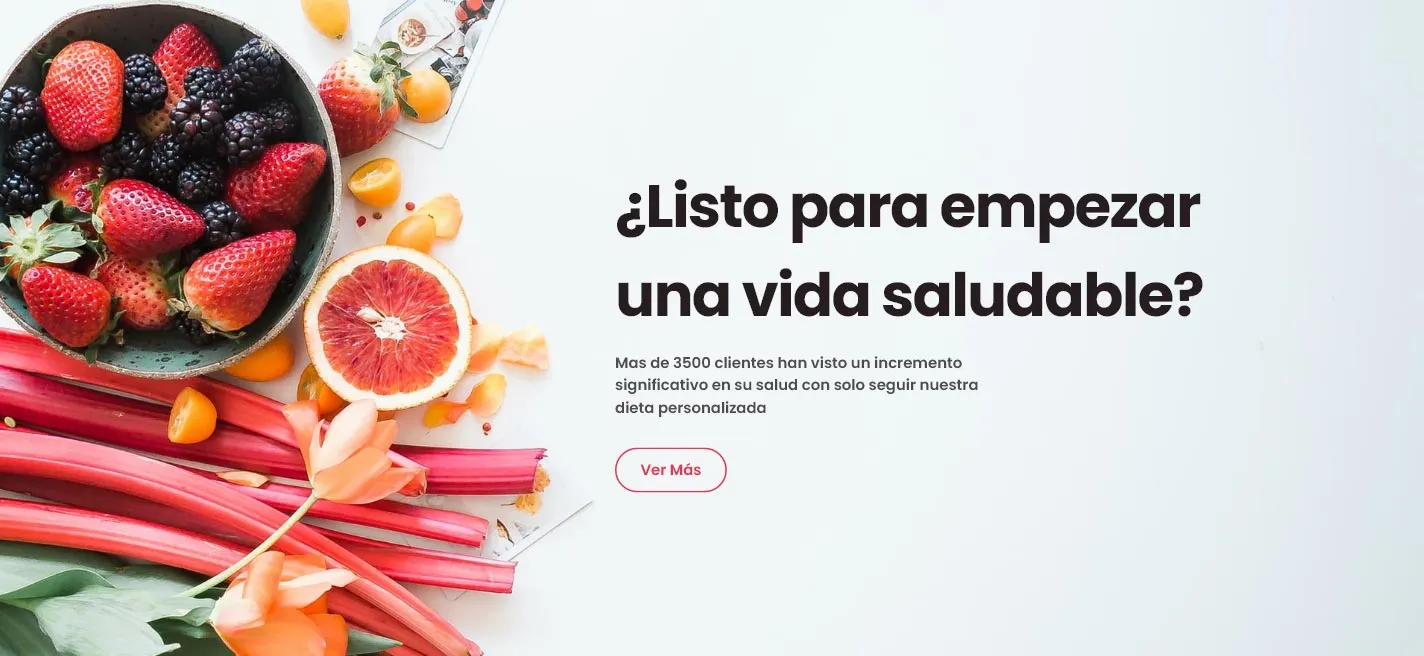 ¿Listo para empezar
una vida saludable?
Mas de 3500 clientes han visto un incremento
significativo en su salud con solo seguir nuestra
dieta personalizada
Ver Más